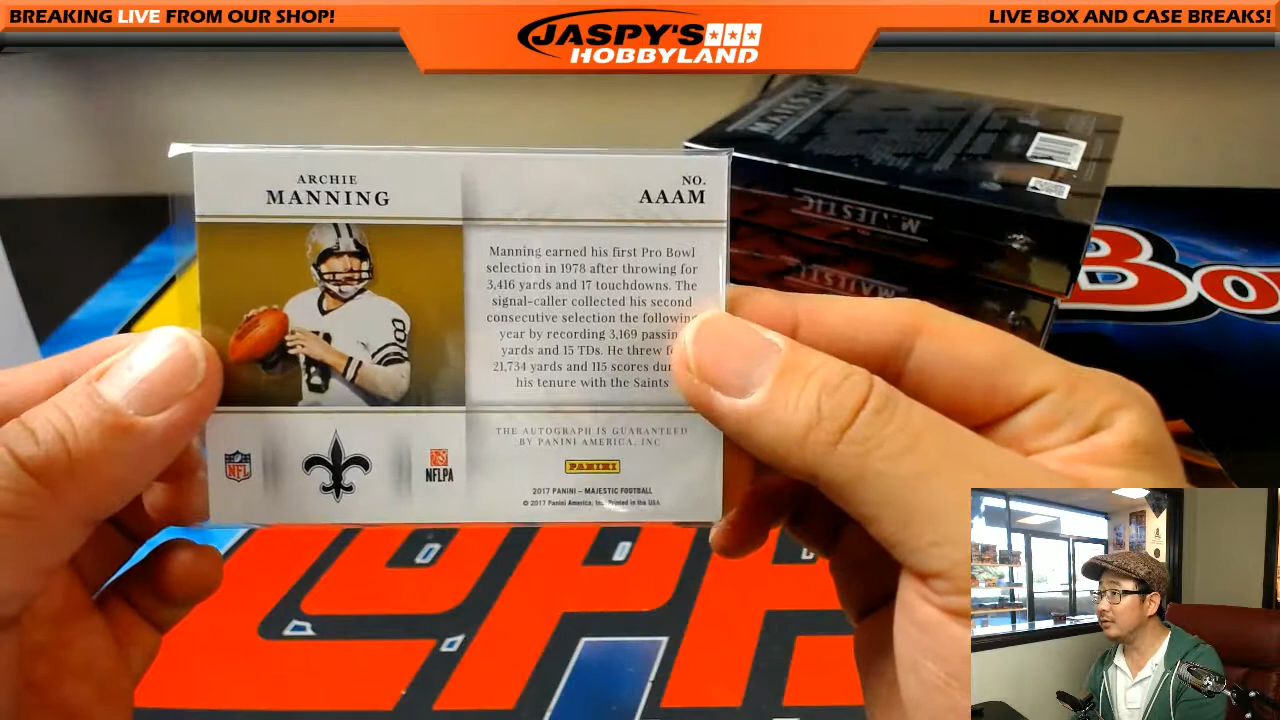 BREAKING LIVE FROM OUR SHOP!
JASPY'S
HOBBYLAND
LIVE BOX AND CASE BREAKS!
ARCHIE
MANNING
NO.
AAAM
Manning earned his first Pro Bowl
selection in 1978 after throwing for
3,416 yards and 17 touchdowns. The
signal-caller collected his second
consecutive selection the following
year by recording 3,169
yards and 15 TDs. He threw
21,734 yards and 115 scores
his tenure with the Saints
THE AUTOGRAPH IS GUARANTEED
BY PANINI AMERICA, INC
NFL
NFLPA
PANINI
2017 PANINI – MAJESTIC FOOTBALL
© 2017 Panini America, Inc. Printed in the USA
8
MAJESTIC
MAJESTIC
MAJESTIC
Bo